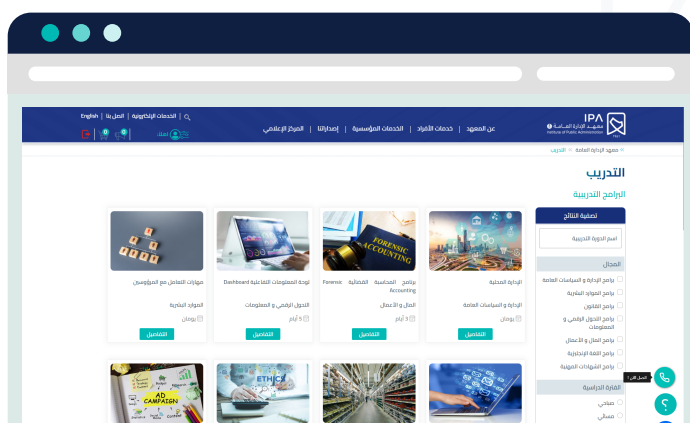 الخدمات الإلكترونية | اتصل بنا | English
IPA
معهد الإدارة العامة
Institute of Public Administration
عن المعهد | خدمات الأفراد | الخدمات المؤسسية | إصداراتنا | المركز الإعلامي
معهد الإدارة العامة > التدريب
التدريب
البرامج التدريبية
تصفية النتائج
اسم الدورة التدريبية
المجال
برامج الإدارة و السياسات العامة
برامج الموارد البشرية
برامج القانون
برامج التحول الرقمي و المعلومات
برامج المال و الأعمال
برامج اللغة الإنجليزية
برامج الشهادات المهنية
الفترة الدراسية
صباحي
مسائي
الإدارة المحلية
الإدارة و السياسات العامة
يومان
التفاصيل
FORENSIC ACCOUNTING
برنامج المحاسبة القضائية Forensic Accounting
المال و الأعمال
3 أيام
التفاصيل
لوحة المعلومات التفاعلية Dashboard
التحول الرقمي و المعلومات
5 أيام
التفاصيل
مهارات التعامل مع المرؤوسين
الموارد البشرية
يومان
التفاصيل
ETHICS
AD CAMPAIGN